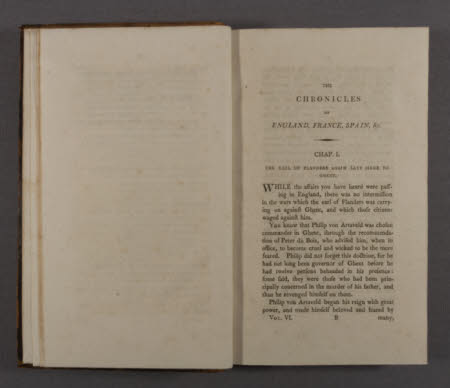 THE
CHRONICLES
OF
ENGLAND, FRANCE, SPAIN, &c.
CHAP. I.
THE EARL OF FLANDERS AGAIN LAYS SIEGE TO
GHENT.
WHILE the affairs you have heard were paſſ-
ing in England, there was no intermiſſion
in the wars which the earl of Flanders was carry-
ing on againſt Ghent, and which thoſe citizens
waged againſt him.
You know that Philip von Artaveld was choſen
commander in Ghent, through the recommenda-
tion of Peter du Bois, who adviſed him, when in
office, to become cruel and wicked to be the more
feared. Philip did not forget this doctrine, for he
had not long been governor of Ghent before he
had twelve perſons beheaded in his preſence:
ſome ſaid, they were thoſe who had been prin-
cipally concerned in the murder of his father, and
thus he revenged himſelf on them.
Philip von Artaveld began his reign with great
power, and made himſelf beloved and feared by
VOL. VI. B many,